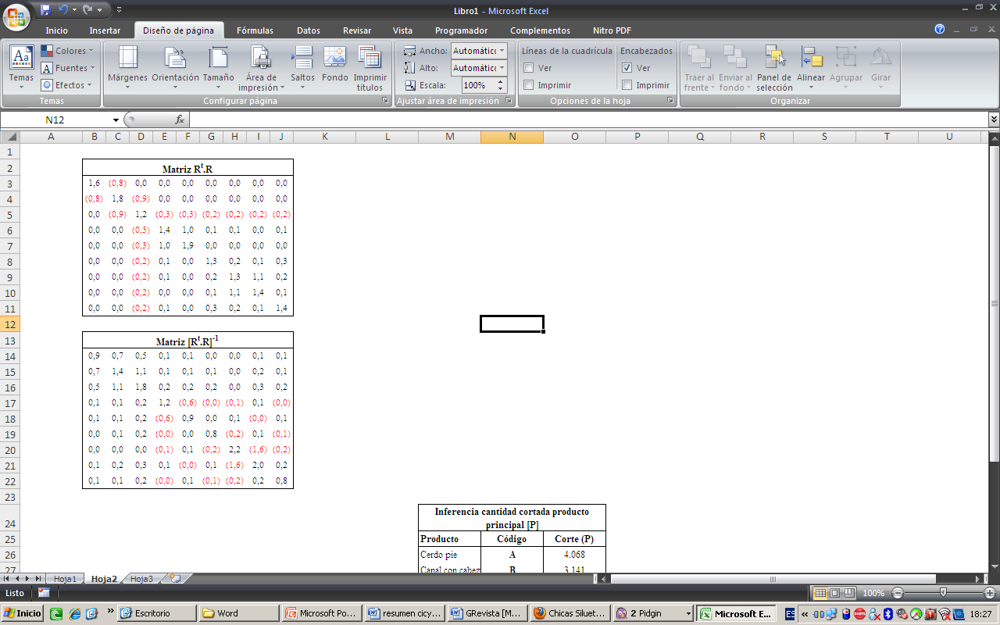 Libro1 - Microsoft Excel
Inicio Insertar Diseño de página Fórmulas Datos Revisar Vista Programador Complementos Nitro PDF
Temas
Colores
Fuentes
Efectos
Temas
Márgenes Orientación Tamaño Área de impresión Saltos Fondo Imprimir títulos
Configurar página
Ancho: Automátic
Alto: Automátic
Escala: 100%
Ajustar área de impresión
Líneas de la cuadrícula Encabezados
Ver Ver
Imprimir Imprimir
Opciones de la hoja
Traer al frente Enviar al fondo Panel de selección Alinear Agrupar Girar
Organizar
N12 fx
A B C D E F G H I J K L M N O P Q R S T U
1
2 Matriz Rt.R
3 1,6 (0,8) 0,0 0,0 0,0 0,0 0,0 0,0 0,0
4 (0,8) 1,8 (0,9) 0,0 0,0 0,0 0,0 0,0 0,0
5 0,0 (0,9) 1,2 (0,3) (0,3) (0,2) (0,2) (0,2) (0,2)
6 0,0 0,0 (0,3) 1,4 1,0 0,1 0,1 0,0 0,1
7 0,0 0,0 (0,3) 1,0 1,9 0,0 0,0 0,0 0,0
8 0,0 0,0 (0,2) 0,1 0,0 1,3 0,2 0,1 0,3
9 0,0 0,0 (0,2) 0,1 0,0 0,2 1,3 1,1 0,2
10 0,0 0,0 (0,2) 0,0 0,0 0,1 1,1 1,4 0,1
11 0,0 0,0 (0,2) 0,1 0,0 0,3 0,2 0,1 1,4
12
13 Matriz [Rt.R]-1
14 0,9 0,7 0,5 0,1 0,1 0,0 0,0 0,1 0,1
15 0,7 1,4 1,1 0,1 0,1 0,1 0,0 0,2 0,1
16 0,5 1,1 1,8 0,2 0,2 0,2 0,0 0,3 0,2
17 0,1 0,1 0,2 1,2 (0,6) (0,0) (0,1) 0,1 (0,0)
18 0,1 0,1 0,2 (0,6) 0,9 0,0 0,1 (0,0) 0,1
19 0,0 0,1 0,2 (0,0) 0,0 0,8 (0,2) 0,1 (0,1)
20 0,0 0,0 0,0 (0,1) 0,1 (0,2) 2,2 (1,6) (0,2)
21 0,1 0,2 0,3 0,1 (0,0) 0,1 (1,6) 2,0 0,2
22 0,1 0,1 0,2 (0,0) 0,1 (0,1) (0,2) 0,2 0,8
23
Inferencia cantidad cortada producto
24 principal [P]
25 Producto Código Corte (P)
26 Cerdo pie A 4.068
27 Canal con cabez B 3.141
Hoja1 Hoja2 Hoja3
Listo 100%
Inicio Escritorio Word Microsoft Po... resumen cicy... GRevista [M... Chicas Siluet... 2 Pidgin Microsoft E... ES 18:27